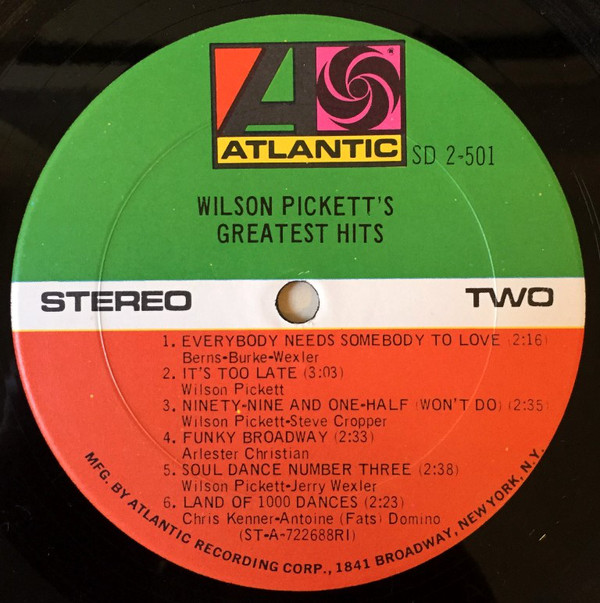 ATLANTIC
SD 2-501
WILSON PICKETT'S
GREATEST HITS
STEREO
TWO
1. EVERYBODY NEEDS SOMEBODY TO LOVE (2:16)
Berns-Burke-Wexler
2. IT'S TOO LATE (3:03)
Wilson Pickett
3. NINETY-NINE AND ONE-HALF (WON'T DO) (2:35)
Wilson Pickett-Steve Cropper
4. FUNKY BROADWAY (2:33)
Arlester Christian
5. SOUL DANCE NUMBER THREE (2:38)
Wilson Pickett-Jerry Wexler
6. LAND OF 1000 DANCES (2:23)
Chris Kenner-Antoine (Fats) Domino
(ST-A-722688RI)
MFG. BY ATLANTIC RECORDING CORP., 1841 BROADWAY, NEW YORK, N.Y.